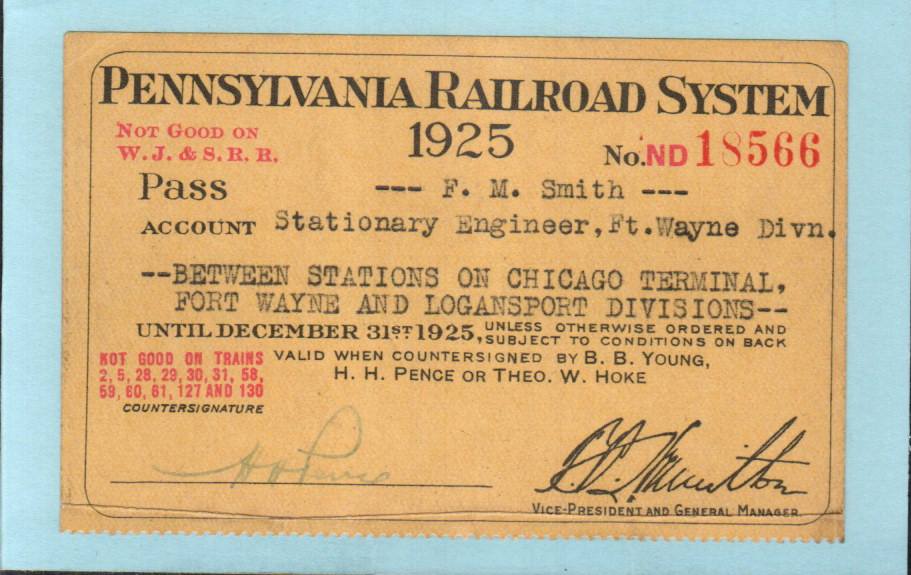 PENNSYLVANIA RAILROAD SYSTEM
NOT GOOD ON
W. J. & S. R. R.
1925
No. ND 18566
Pass --- F. M. Smith ---
ACCOUNT Stationary Engineer, Ft. Wayne Divn.
--BETWEEN STATIONS ON CHICAGO TERMINAL,
FORT WAYNE AND LOGANSPORT DIVISIONS--
UNTIL DECEMBER 31ST 1925, UNLESS OTHERWISE ORDERED AND
SUBJECT TO CONDITIONS ON BACK
NOT GOOD ON TRAINS
2, 5, 28, 29, 30, 31, 58,
59, 60, 61, 127 AND 130
VALID WHEN COUNTERSIGNED BY B. B. YOUNG,
H. H. PENCE OR THEO. W. HOKE
COUNTERSIGNATURE
H H Pence
VICE-PRESIDENT AND GENERAL MANAGER.